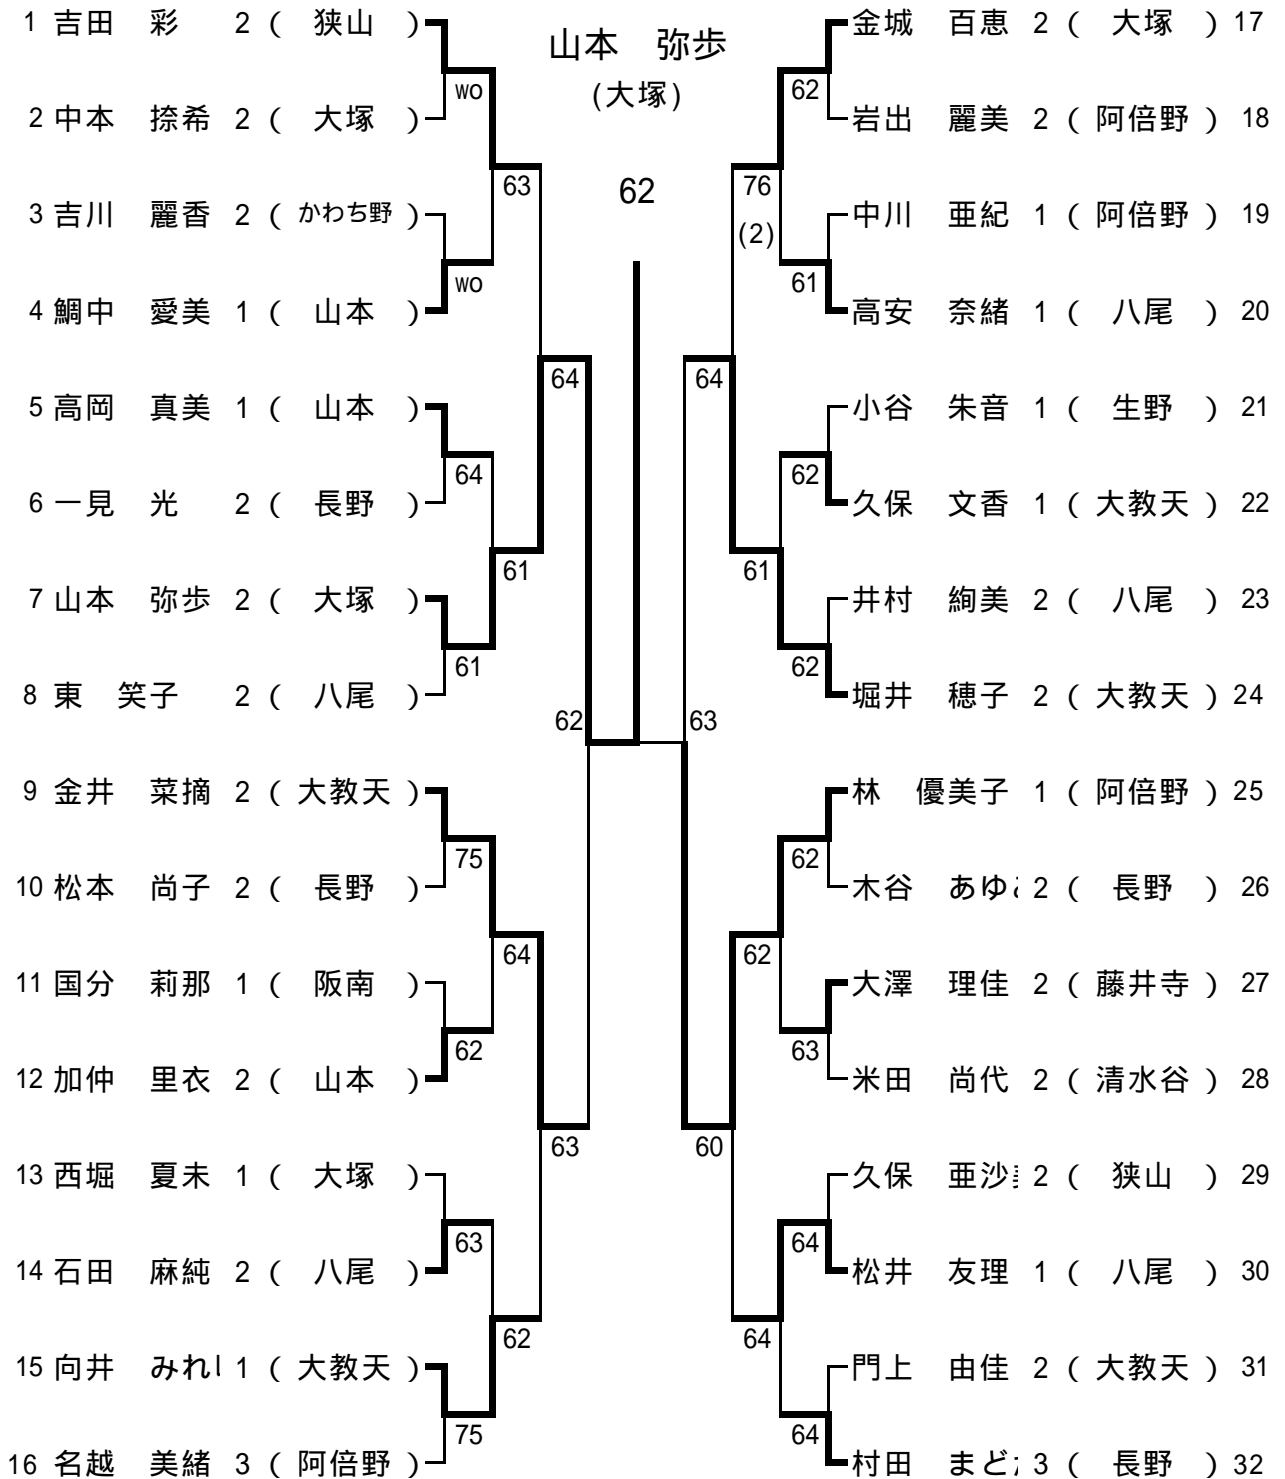 山本 弥歩
(大塚)
62
1 吉田 彩 2 ( 狭山 )
wo
2 中本 捺希 2 ( 大塚 )
63
3 吉川 麗香 2 ( かわち野 )
wo
4 鯛中 愛美 1 ( 山本 )
64
5 高岡 真美 1 ( 山本 )
64
6 一見 光 2 ( 長野 )
61
7 山本 弥歩 2 ( 大塚 )
61
8 東 笑子 2 ( 八尾 )
62
9 金井 菜摘 2 ( 大教天 )
75
10 松本 尚子 2 ( 長野 )
64
11 国分 莉那 1 ( 阪南 )
62
12 加仲 里衣 2 ( 山本 )
63
13 西堀 夏未 1 ( 大塚 )
63
14 石田 麻純 2 ( 八尾 )
62
15 向井 みれ 1 ( 大教天 )
75
16 名越 美緒 3 ( 阿倍野 )
金城 百恵 2 ( 大塚 ) 17
62
岩出 麗美 2 ( 阿倍野 ) 18
76
(2)
中川 亜紀 1 ( 阿倍野 ) 19
61
高安 奈緒 1 ( 八尾 ) 20
64
小谷 朱音 1 ( 生野 ) 21
62
久保 文香 1 ( 大教天 ) 22
61
井村 絢美 2 ( 八尾 ) 23
62
堀井 穂子 2 ( 大教天 ) 24
63
林 優美子 1 ( 阿倍野 ) 25
62
木谷 あゆ 2 ( 長野 ) 26
62
大澤 理佳 2 ( 藤井寺 ) 27
63
米田 尚代 2 ( 清水谷 ) 28
60
久保 亜沙 2 ( 狭山 ) 29
64
松井 友理 1 ( 八尾 ) 30
64
門上 由佳 2 ( 大教天 ) 31
64
村田 まど 3 ( 長野 ) 32